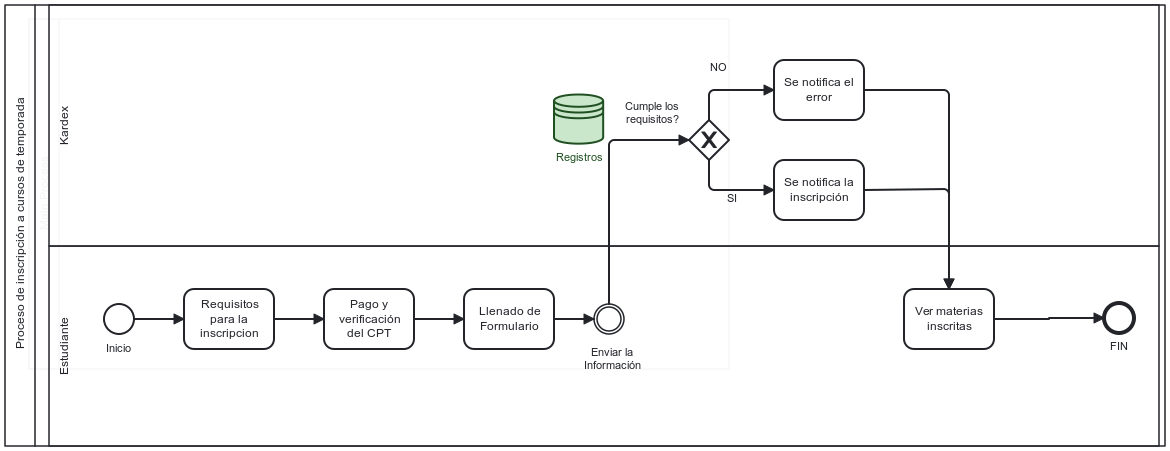 Proceso de inscripción a cursos de temporada
Kardex
Registros
Cumple los
requisitos?
NO
SI
Se notifica el
error
Se notifica la
inscripción
Estudiante
Inicio
Requisitos
para la
inscripcion
Pago y
verificación
del CPT
Llenado de
Formulario
Enviar la
Información
Ver materias
inscritas
FIN